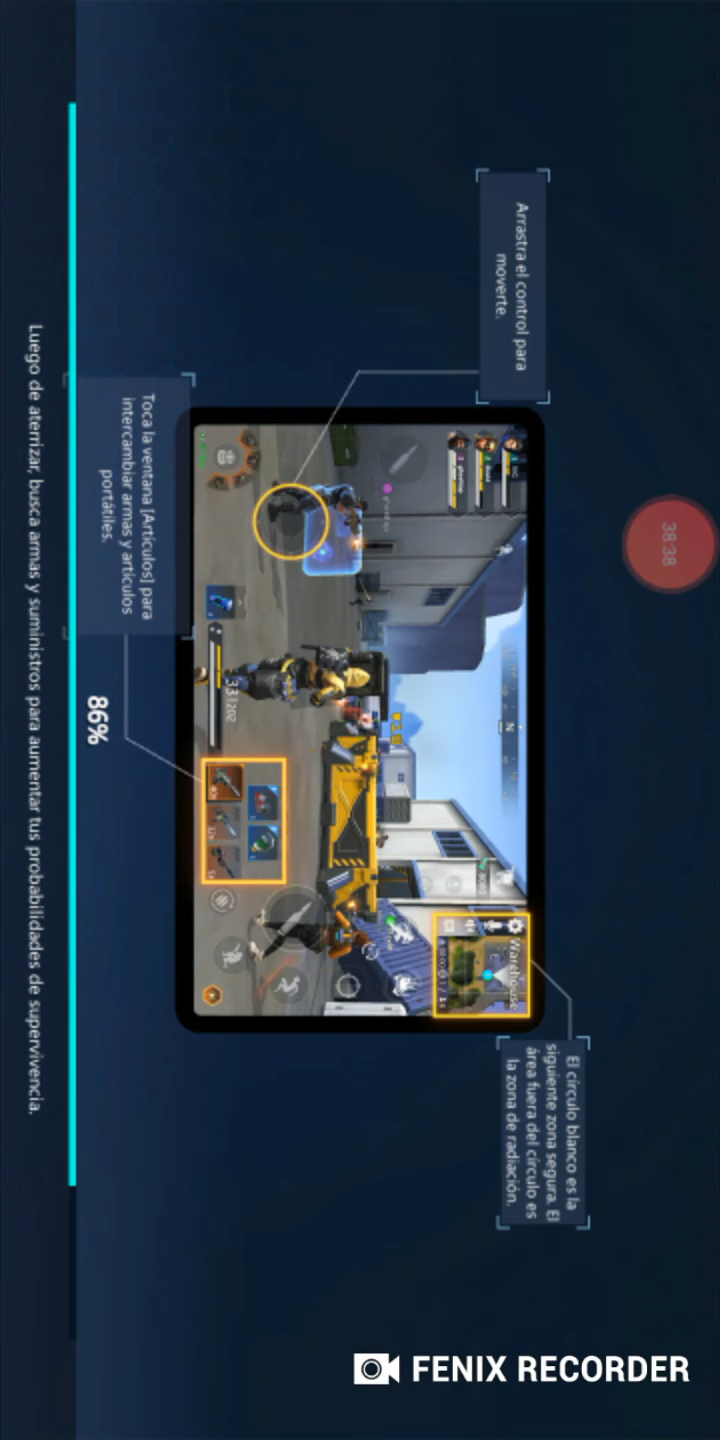 38:38
Arrastra el control para
moverte.
El círculo blanco es la
siguiente zona segura. El
área fuera del círculo es
la zona de radiación.
N
Warehouse
33/202
Toca la ventana [Artículos] para
intercambiar armas y artículos
portátiles.
86%
Luego de aterrizar, busca armas y suministros para aumentar tus probabilidades de supervivencia.
FENIX RECORDER